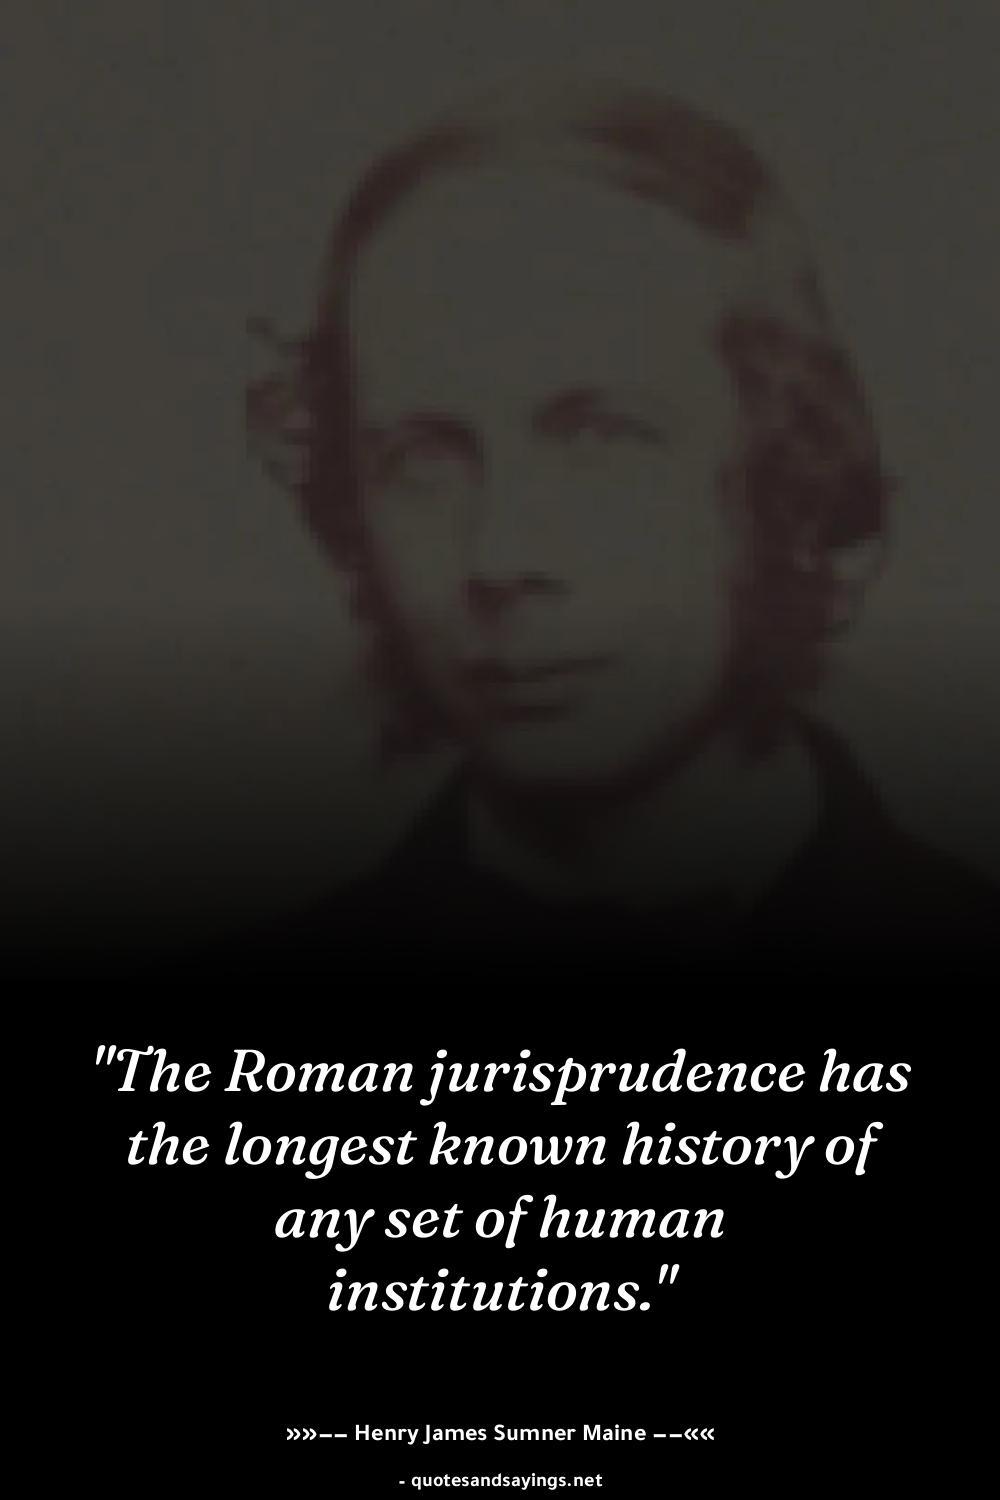 "The Roman jurisprudence has
the longest known history of
any set of human
institutions."
»»−− Henry James Sumner Maine −−««
- quotesandsayings.net